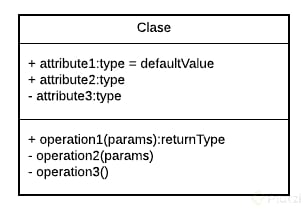 Clase
+ attribute1:type = defaultValue
+ attribute2:type
- attribute3:type
+ operation1(params):returnType
- operation2(params)
- operation3()